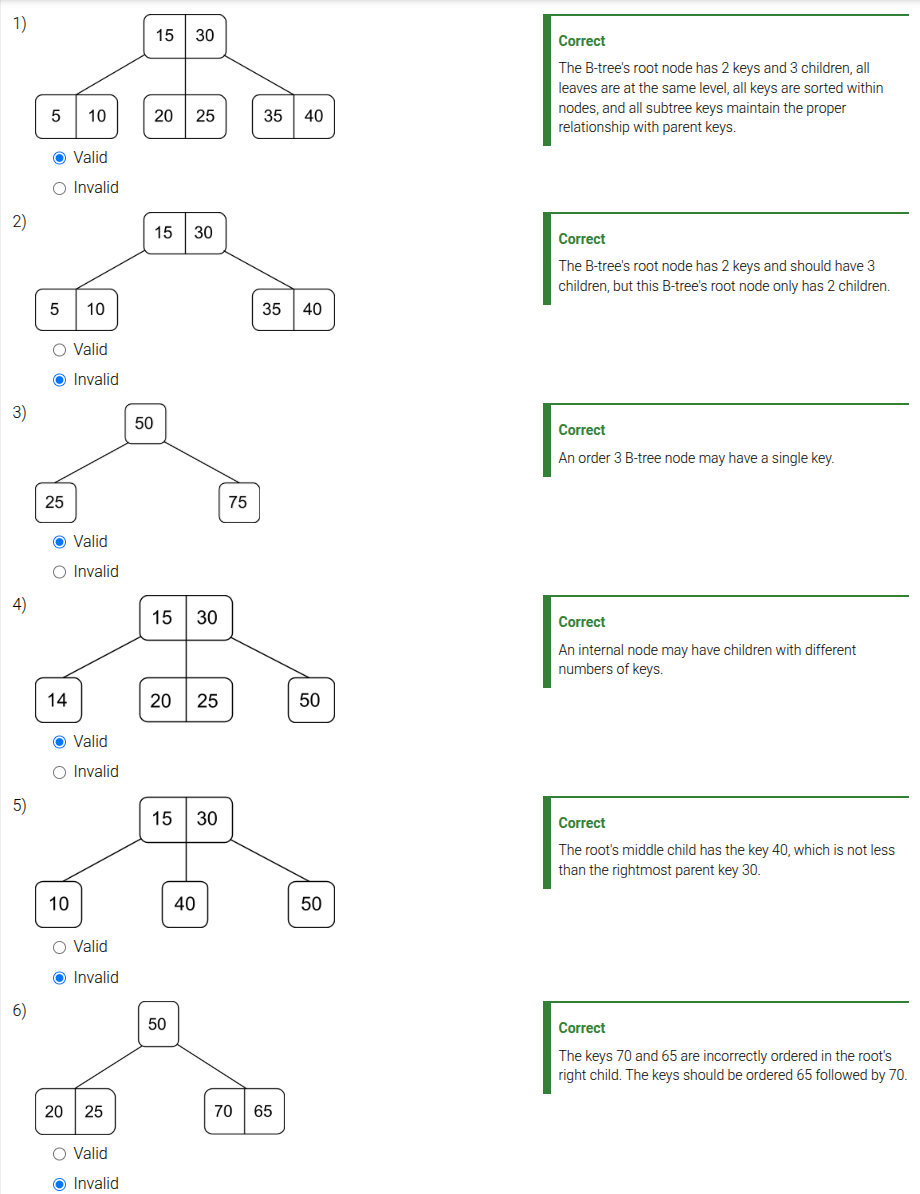 1)
15 30
5 10 20 25 35 40
Valid
Invalid
Correct
The B-tree's root node has 2 keys and 3 children, all
leaves are at the same level, all keys are sorted within
nodes, and all subtree keys maintain the proper
relationship with parent keys.
2)
15 30
5 10 35 40
Valid
Invalid
Correct
The B-tree's root node has 2 keys and should have 3
children, but this B-tree's root node only has 2 children.
3)
50
25 75
Valid
Invalid
Correct
An order 3 B-tree node may have a single key.
4)
15 30
14 20 25 50
Valid
Invalid
Correct
An internal node may have children with different
numbers of keys.
5)
15 30
10 40 50
Valid
Invalid
Correct
The root's middle child has the key 40, which is not less
than the rightmost parent key 30.
6)
50
20 25 70 65
Valid
Invalid
Correct
The keys 70 and 65 are incorrectly ordered in the root's
right child. The keys should be ordered 65 followed by 70.